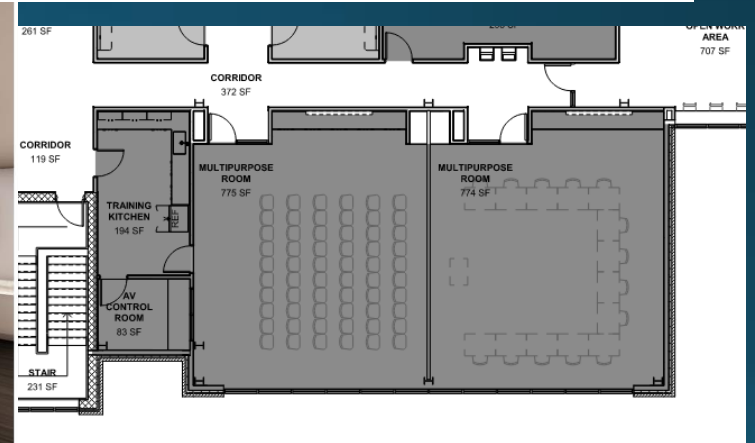 261 SF
OPEN WORK
AREA
707 SF
CORRIDOR
372 SF
CORRIDOR
119 SF
MULTIPURPOSE
ROOM
775 SF
MULTIPURPOSE
ROOM
774 SF
TRAINING
KITCHEN
194 SF
REF
AV
CONTROL
ROOM
83 SF
STAIR
231 SF